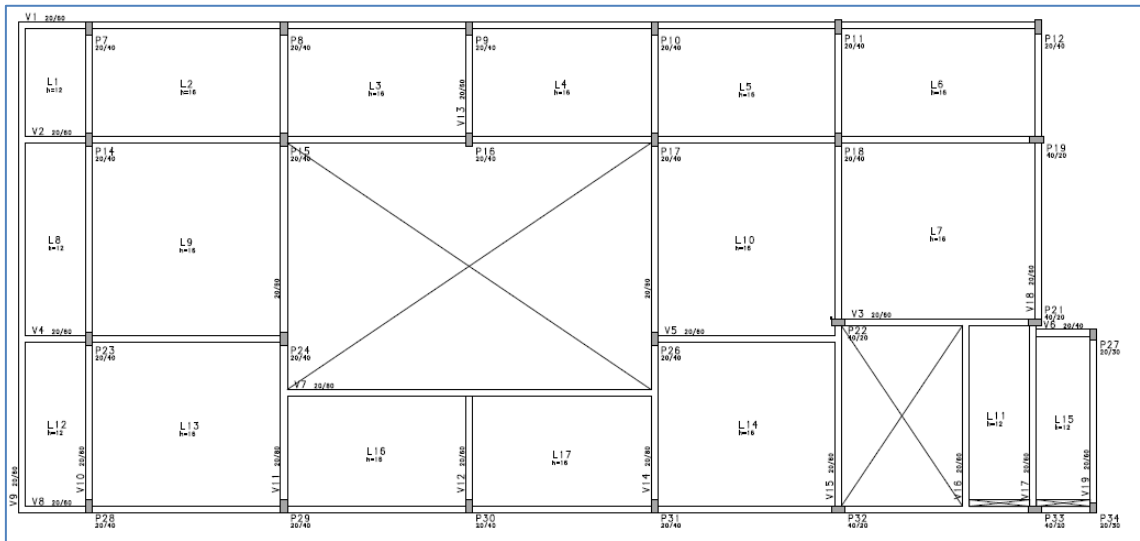 V1 20/60
P7
20/40
P8
20/40
P9
20/40
P10
20/40
P11
20/40
P12
20/40
L1
h=12
L2
h=16
L3
h=16
V13 20/60
L4
h=16
L5
h=16
L6
h=16
V2 20/60
P14
20/40
P15
20/40
P16
20/40
P17
20/40
P18
20/40
P19
40/20
L8
h=12
L9
h=16
20/60
20/60
L10
h=16
L7
h=16
V18 20/60
V4 20/60
V5 20/60
V3 20/60
P21
40/20
V6 20/40
P22
40/20
P23
20/40
P24
20/40
P26
20/40
P27
20/30
V7 20/60
L12
h=12
L13
h=16
L16
h=16
L17
h=16
L14
h=16
L11
h=12
L15
h=12
V9 20/60
V10 20/60
V11 20/60
V12 20/60
V14 20/60
V15 20/60
V16 20/60
V17 20/60
V19 20/60
V8 20/60
P28
20/40
P29
20/40
P30
20/40
P31
20/40
P32
40/20
P33
40/20
P34
20/30